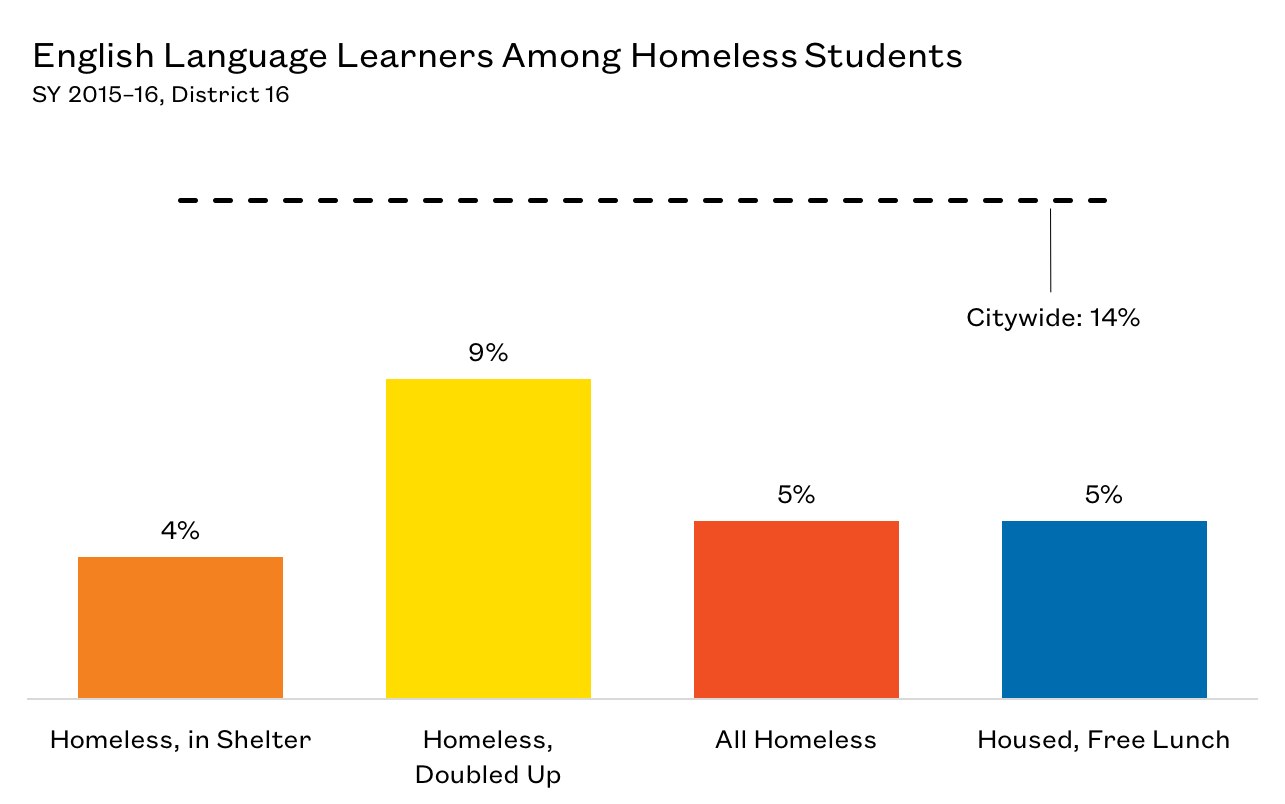 English Language Learners Among Homeless Students
SY 2015–16, District 16
Citywide: 14%
9%
5%
5%
4%
Homeless, in Shelter
Homeless,
Doubled Up
All Homeless
Housed, Free Lunch